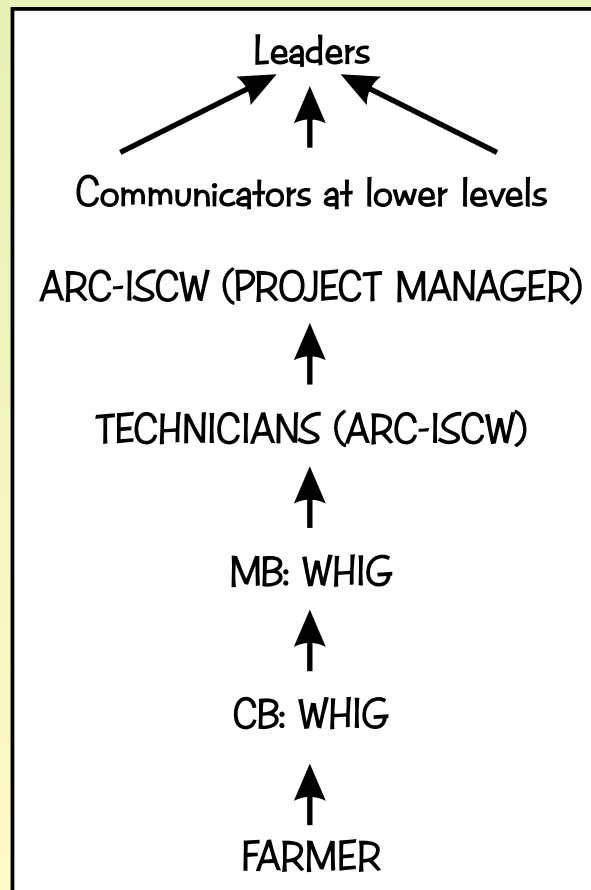 Leaders
Communicators at lower levels
ARC-ISCW (PROJECT MANAGER)
TECHNICIANS (ARC-ISCW)
MB: WHIG
CB: WHIG
FARMER